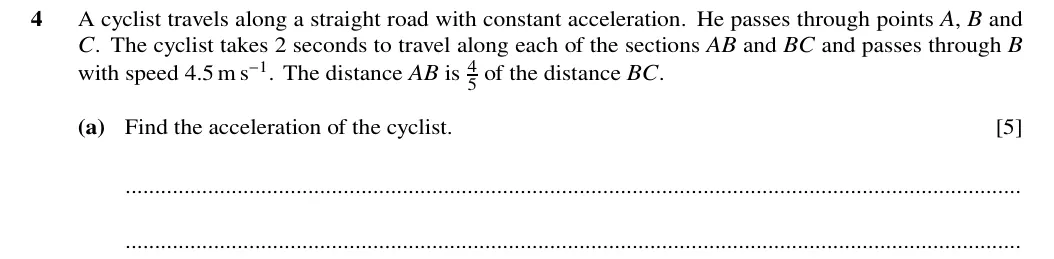 4 A cyclist travels along a straight road with constant acceleration. He passes through points A, B and
C. The cyclist takes 2 seconds to travel along each of the sections AB and BC and passes through B
with speed 4.5 m s⁻¹. The distance AB is 4/5 of the distance BC.
(a) Find the acceleration of the cyclist. [5]